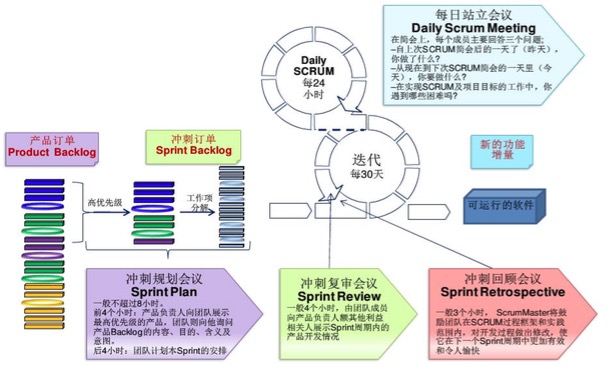 每日站立会议
Daily Scrum Meeting
在简会上，每个成员主要回答三个问题；
–自上次SCRUM简会后的一天了（昨天），
你做了什么？
–从现在到下次SCRUM简会的一天里（今
天），你要做什么？
–在实现SCRUM及项目目标的工作中，你
遇到哪些困难吗？
Daily
SCRUM
每24
小时
产品订单
Product Backlog
冲刺订单
Sprint Backlog
迭代
每30天
新的功能
增量
高优先级
工作项
分解
可运行的软件
冲刺规划会议
Sprint Plan
一般不超过8小时。
前4个小时：产品负责人向团队展示
最高优先级的产品，团队则向他询问
产品Backlog的内容、目的、含义及
意图。
后4小时：团队计划本Sprint的安排
冲刺复审会议
Sprint Review
一般4个小时，由团队成员
向产品负责人额其他利益
相关人展示Sprint周期内的
产品开发情况
冲刺回顾会议
Sprint Retrospective
一般3个小时， ScrumMaster将鼓
励团队在SCRUM过程框架和实践
范围内，对开发过程做出修改，使
它在下一个Sprint周期中更加有效
和令人愉快